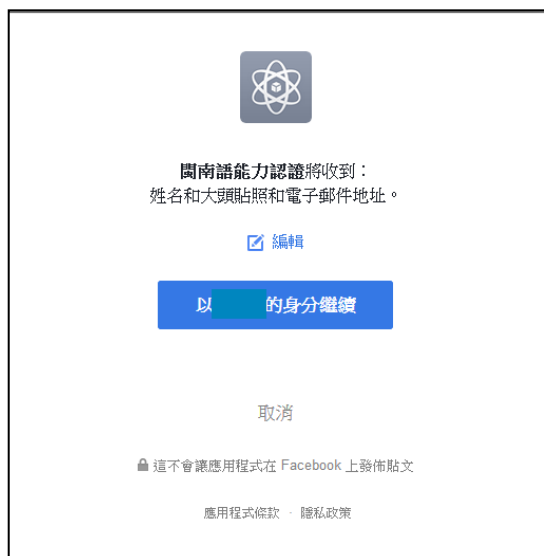 閩南語能力認證將收到：
姓名和大頭貼照和電子郵件地址。
編輯
以 的身分繼續
取消
這不會讓應用程式在 Facebook 上發佈貼文
應用程式條款 · 隱私政策